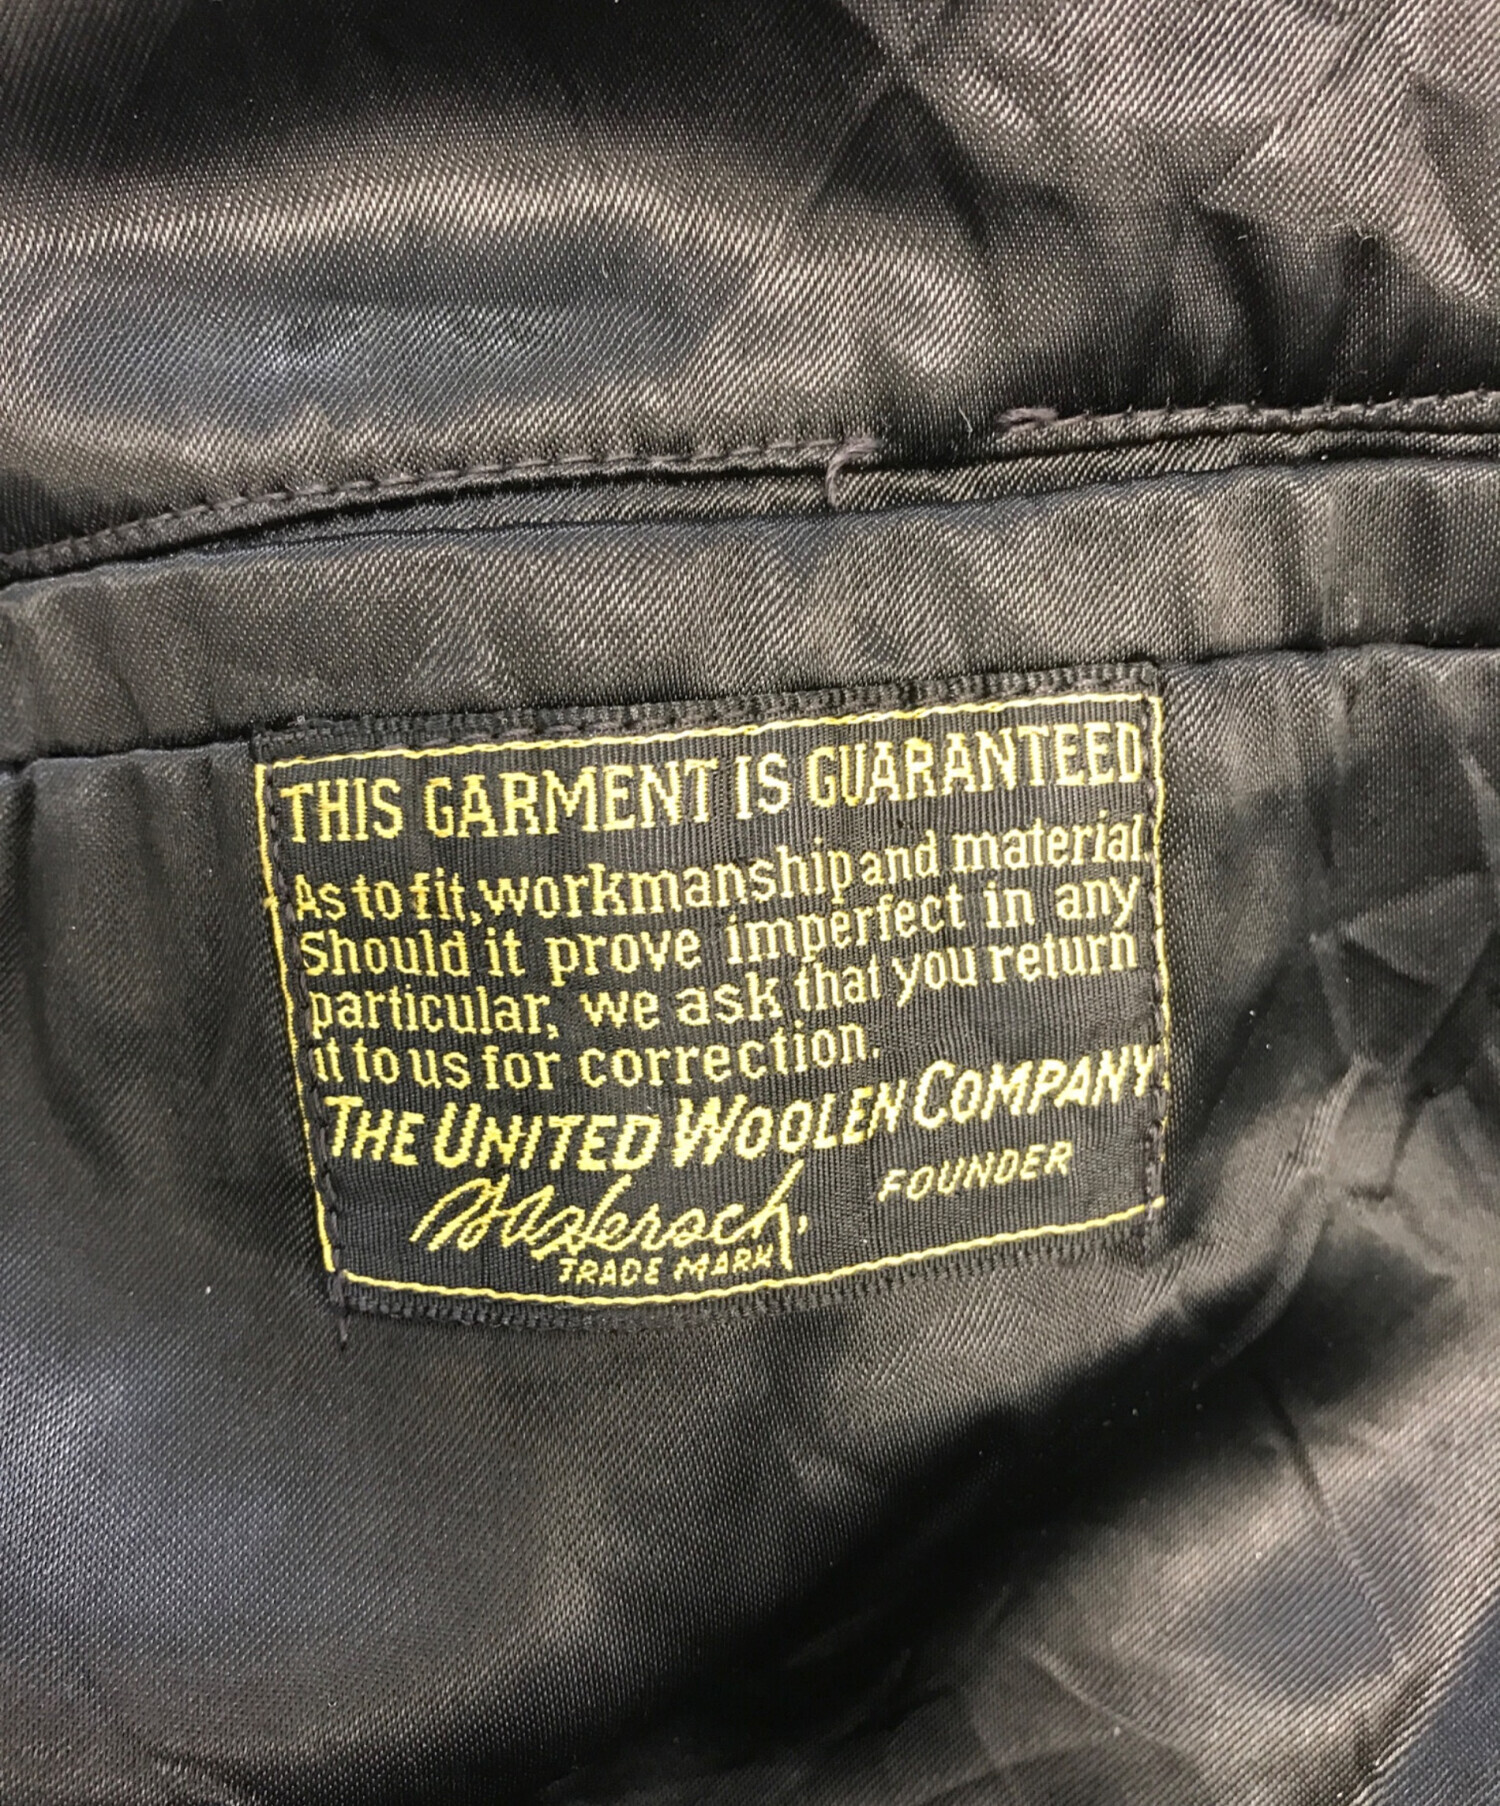 THIS GARMENT IS GUARANTEED
As to fit, workmanship and material.
Should it prove imperfect in any
particular, we ask that you return
it to us for correction.
THE UNITED WOOLEN COMPANY
FOUNDER
TRADE MARK